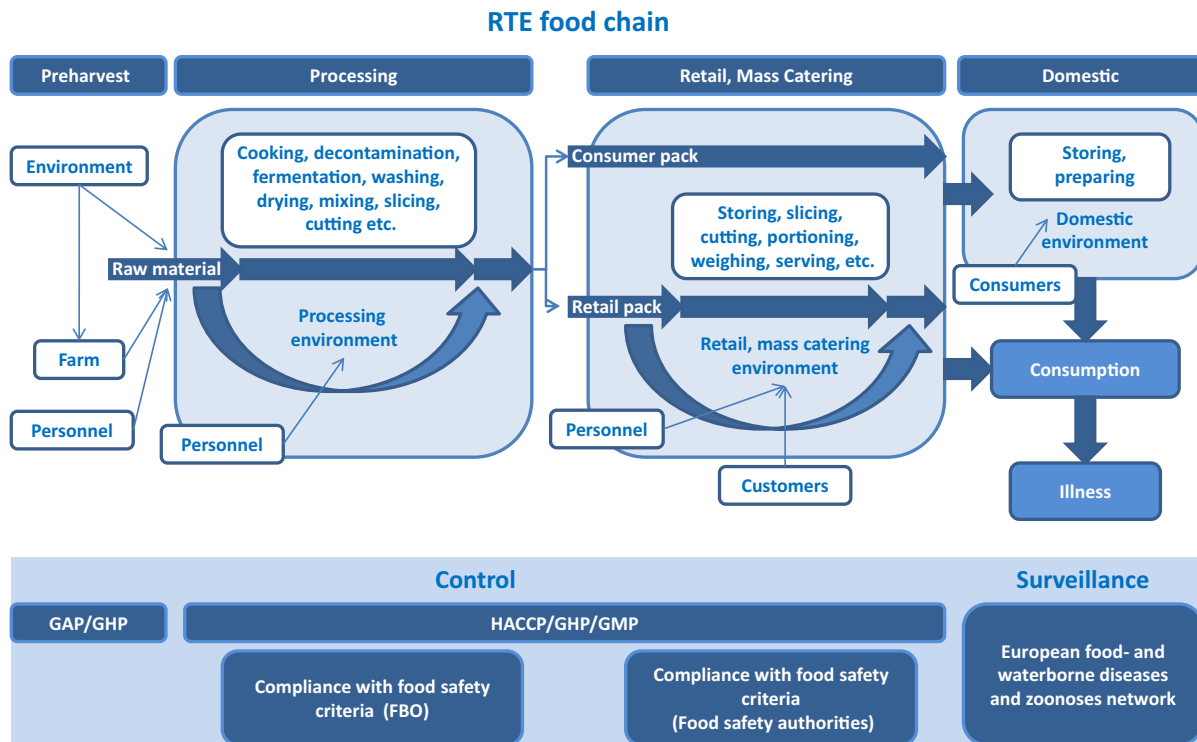 RTE food chain
Preharvest
Processing
Retail, Mass Catering
Domestic
Environment
Cooking, decontamination,
fermentation, washing,
drying, mixing, slicing,
cutting etc.
Consumer pack
Storing,
preparing
Storing, slicing,
cutting, portioning,
weighing, serving, etc.
Domestic
environment
Raw material
Consumers
Retail pack
Processing
environment
Farm
Retail, mass catering
environment
Consumption
Personnel
Personnel
Personnel
Customers
Illness
Control
Surveillance
GAP/GHP
HACCP/GHP/GMP
Compliance with food safety
criteria (FBO)
Compliance with food safety
criteria
(Food safety authorities)
European food- and
waterborne diseases
and zoonoses network